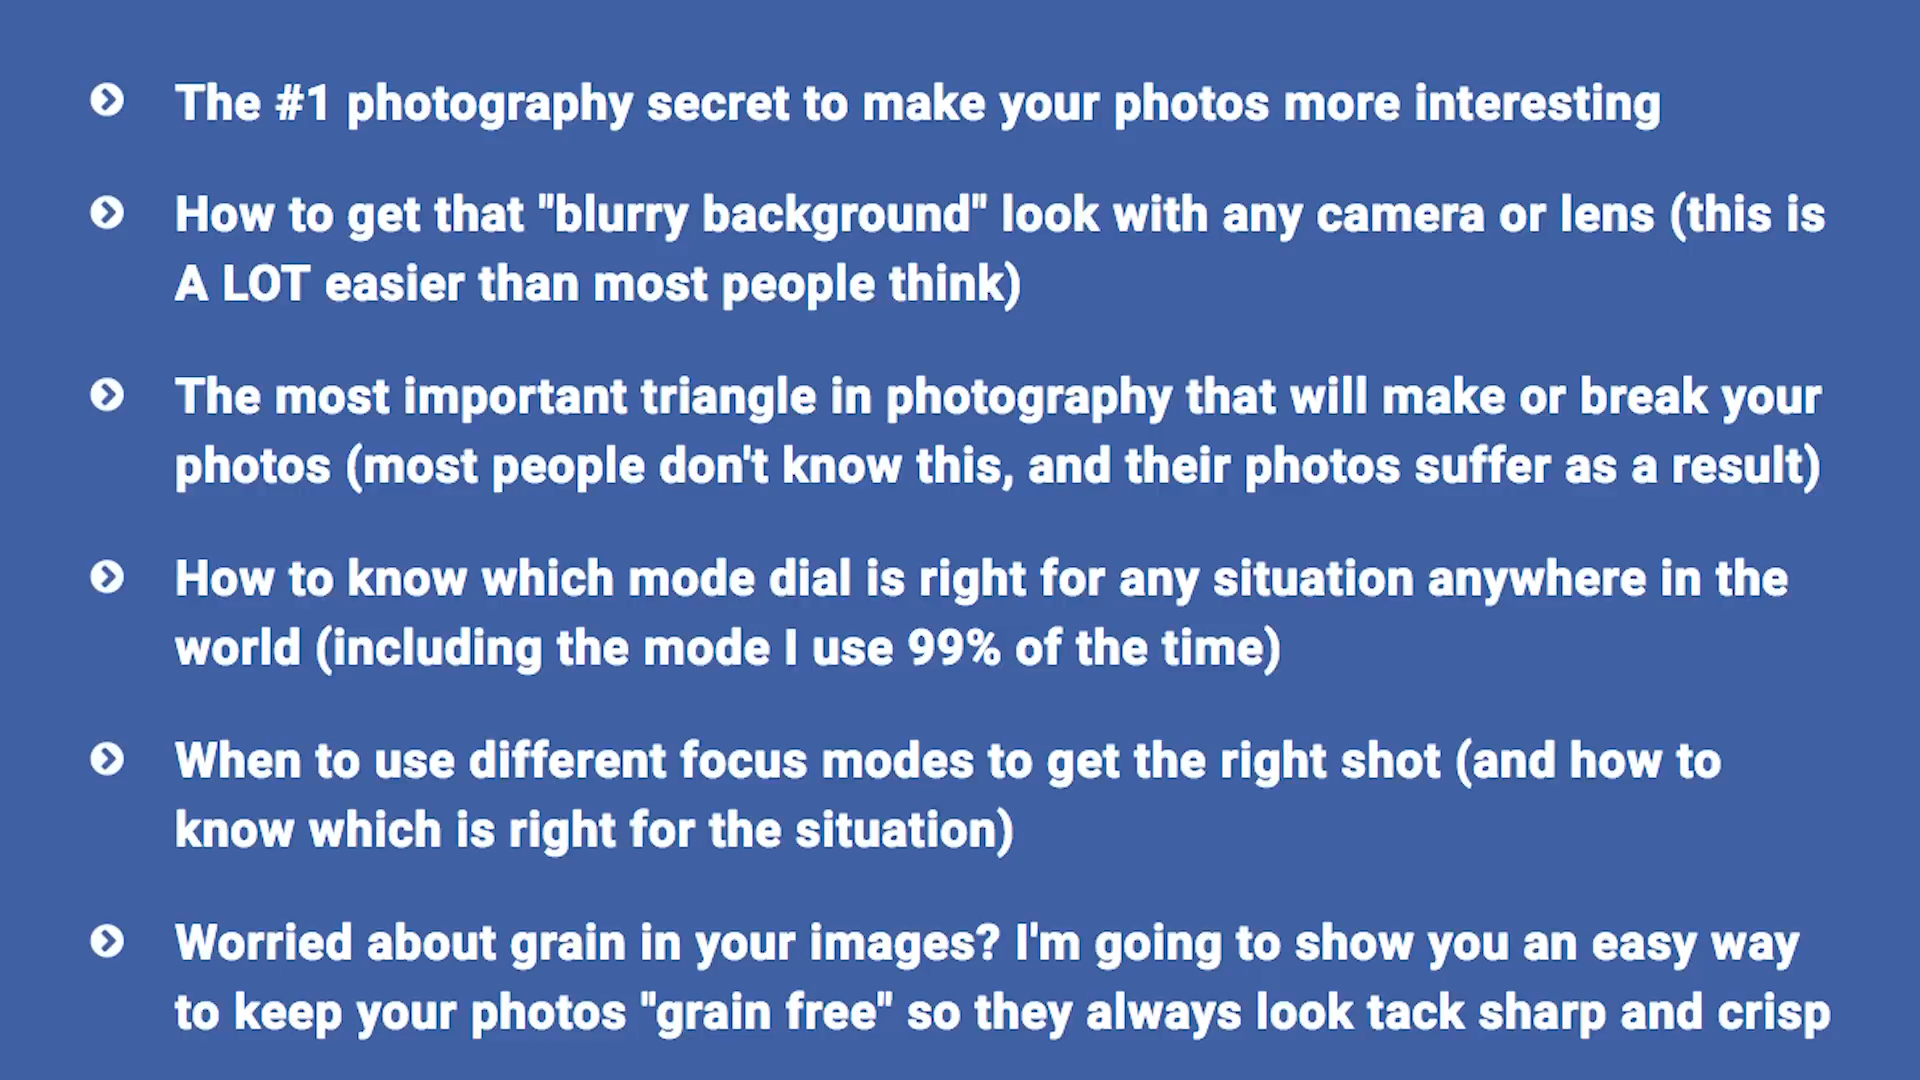 The #1 photography secret to make your photos more interesting
How to get that "blurry background" look with any camera or lens (this is
A LOT easier than most people think)
The most important triangle in photography that will make or break your
photos (most people don't know this, and their photos suffer as a result)
How to know which mode dial is right for any situation anywhere in the
world (including the mode I use 99% of the time)
When to use different focus modes to get the right shot (and how to
know which is right for the situation)
Worried about grain in your images? I'm going to show you an easy way
to keep your photos "grain free" so they always look tack sharp and crisp